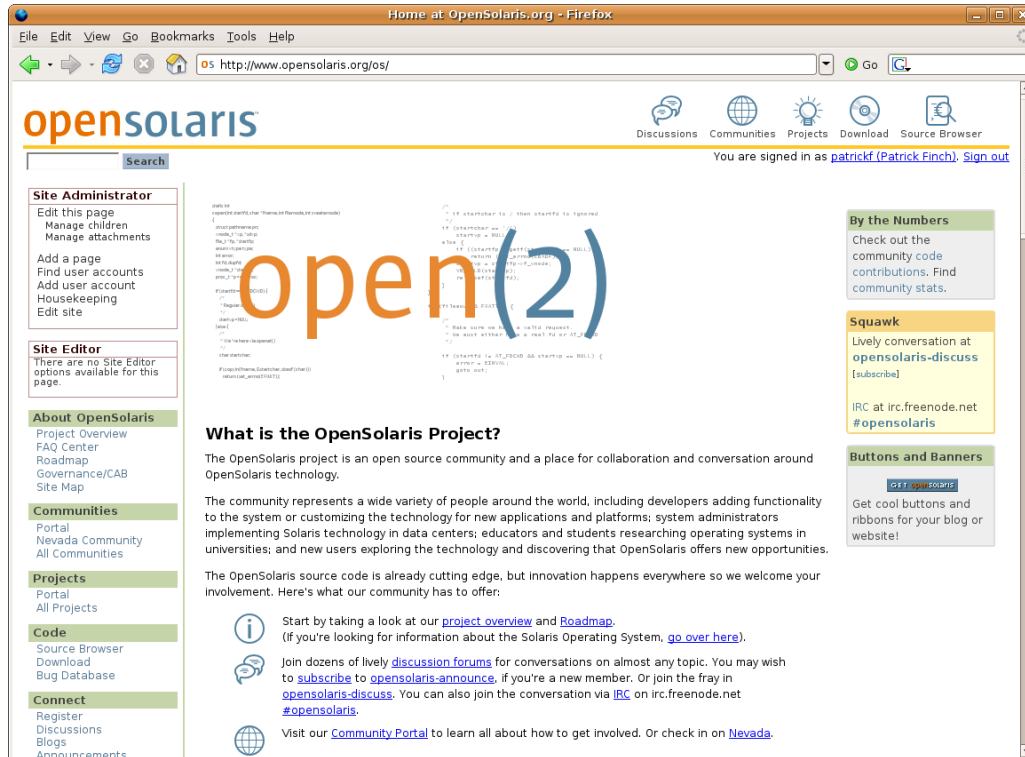 Home at OpenSolaris.org - Firefox
File Edit View Go Bookmarks Tools Help
http://www.opensolaris.org/os/
Go
opensolaris
Discussions Communities Projects Download Source Browser
Search
You are signed in as patrickf (Patrick Finch). Sign out
Site Administrator
Edit this page
Manage children
Manage attachments
Add a page
Find user accounts
Add user account
Housekeeping
Edit site
Site Editor
There are no Site Editor
options available for this
page.
About OpenSolaris
Project Overview
FAQ Center
Roadmap
Governance/CAB
Site Map
Communities
Portal
Nevada Community
All Communities
Projects
Portal
All Projects
Code
Source Browser
Download
Bug Database
Connect
Register
Discussions
Blogs
Announcements
open(2)
What is the OpenSolaris Project?
The OpenSolaris project is an open source community and a place for collaboration and conversation around
OpenSolaris technology.
The community represents a wide variety of people around the world, including developers adding functionality
to the system or customizing the technology for new applications and platforms; system administrators
implementing Solaris technology in data centers; educators and students researching operating systems in
universities; and new users exploring the technology and discovering that OpenSolaris offers new opportunities.
The OpenSolaris source code is already cutting edge, but innovation happens everywhere so we welcome your
involvement. Here's what our community has to offer:
Start by taking a look at our project overview and Roadmap.
(If you're looking for information about the Solaris Operating System, go over here).
Join dozens of lively discussion forums for conversations on almost any topic. You may wish
to subscribe to opensolaris-announce, if you're a new member. Or join the fray in
opensolaris-discuss. You can also join the conversation via IRC on irc.freenode.net
#opensolaris.
Visit our Community Portal to learn all about how to get involved. Or check in on Nevada.
By the Numbers
Check out the
community code
contributions. Find
community stats.
Squawk
Lively conversation at
opensolaris-discuss
[subscribe]
IRC at irc.freenode.net
#opensolaris
Buttons and Banners
GET open solaris
Get cool buttons and
ribbons for your blog or
website!